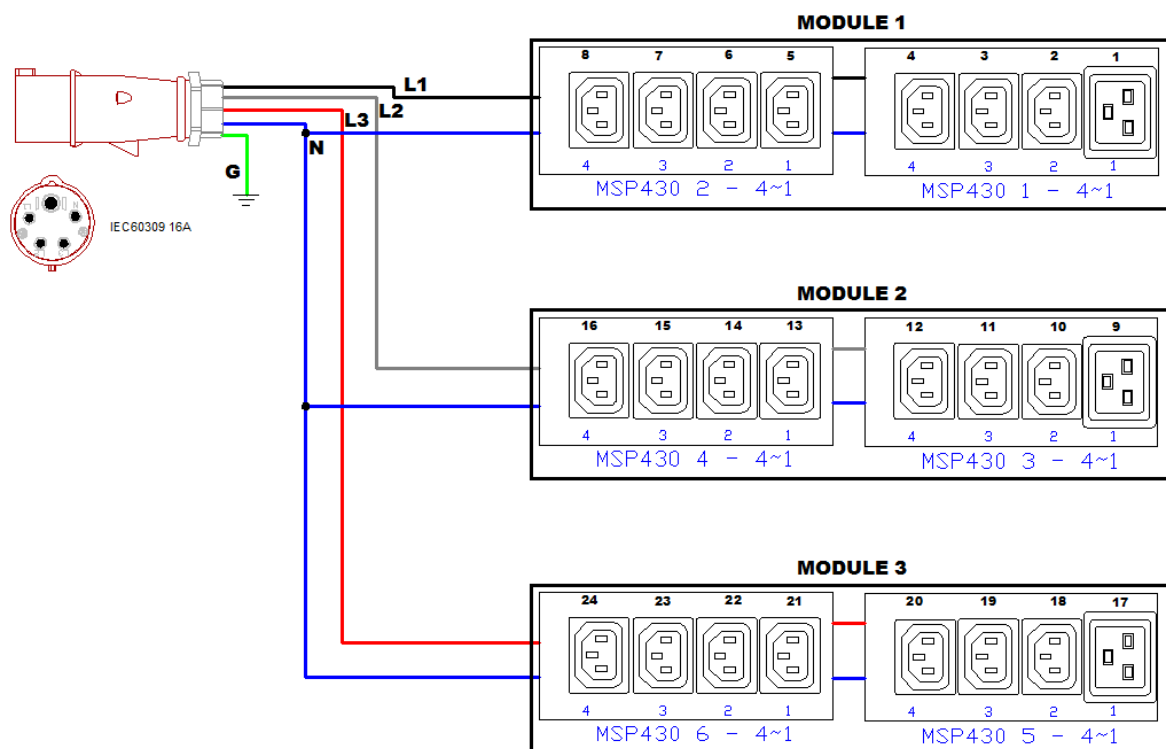 MODULE 1
8 7 6 5 4 3 2 1
L1
L2
L3
N
G
4 3 2 1 4 3 2 1
MSP430 2 - 4~1 MSP430 1 - 4~1
IEC60309 16A
N
MODULE 2
16 15 14 13 12 11 10 9
4 3 2 1 4 3 2 1
MSP430 4 - 4~1 MSP430 3 - 4~1
MODULE 3
24 23 22 21 20 19 18 17
4 3 2 1 4 3 2 1
MSP430 6 - 4~1 MSP430 5 - 4~1